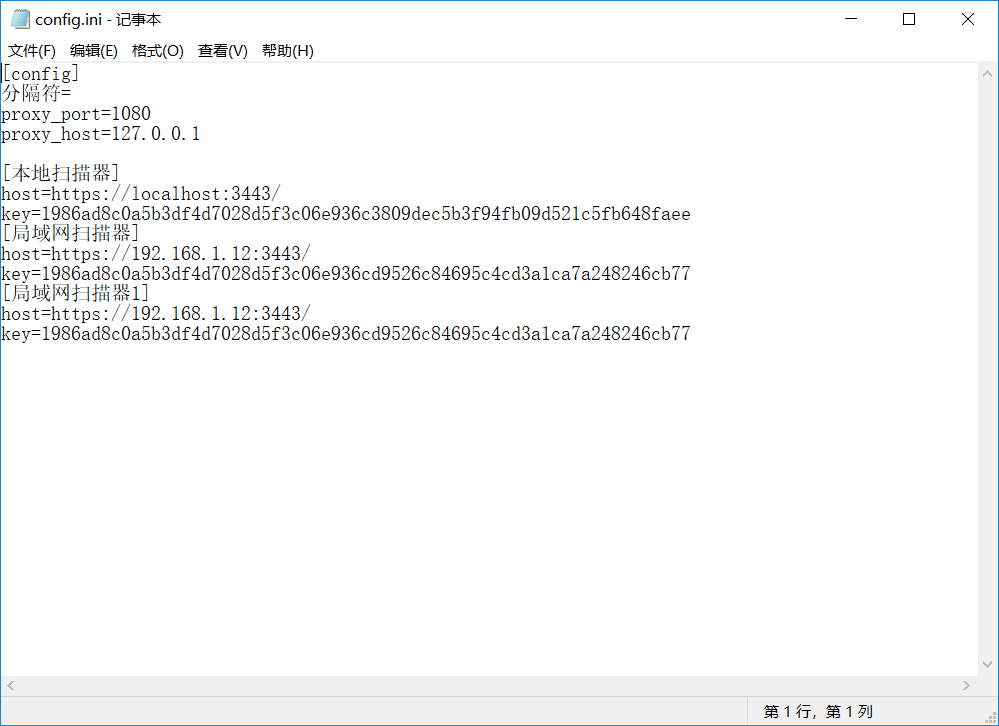 config.ini - 记事本
文件(F) 编辑(E) 格式(O) 查看(V) 帮助(H)
[config]
分隔符=
proxy_port=1080
proxy_host=127.0.0.1
[本地扫描器]
host=https://localhost:3443/
key=1986ad8c0a5b3df4d7028d5f3c06e936c3809dec5b3f94fb09d521c5fb648faee
[局域网扫描器]
host=https://192.168.1.12:3443/
key=1986ad8c0a5b3df4d7028d5f3c06e936cd9526c84695c4cd3a1ca7a248246cb77
[局域网扫描器1]
host=https://192.168.1.12:3443/
key=1986ad8c0a5b3df4d7028d5f3c06e936cd9526c84695c4cd3a1ca7a248246cb77
第 1 行，第 1 列